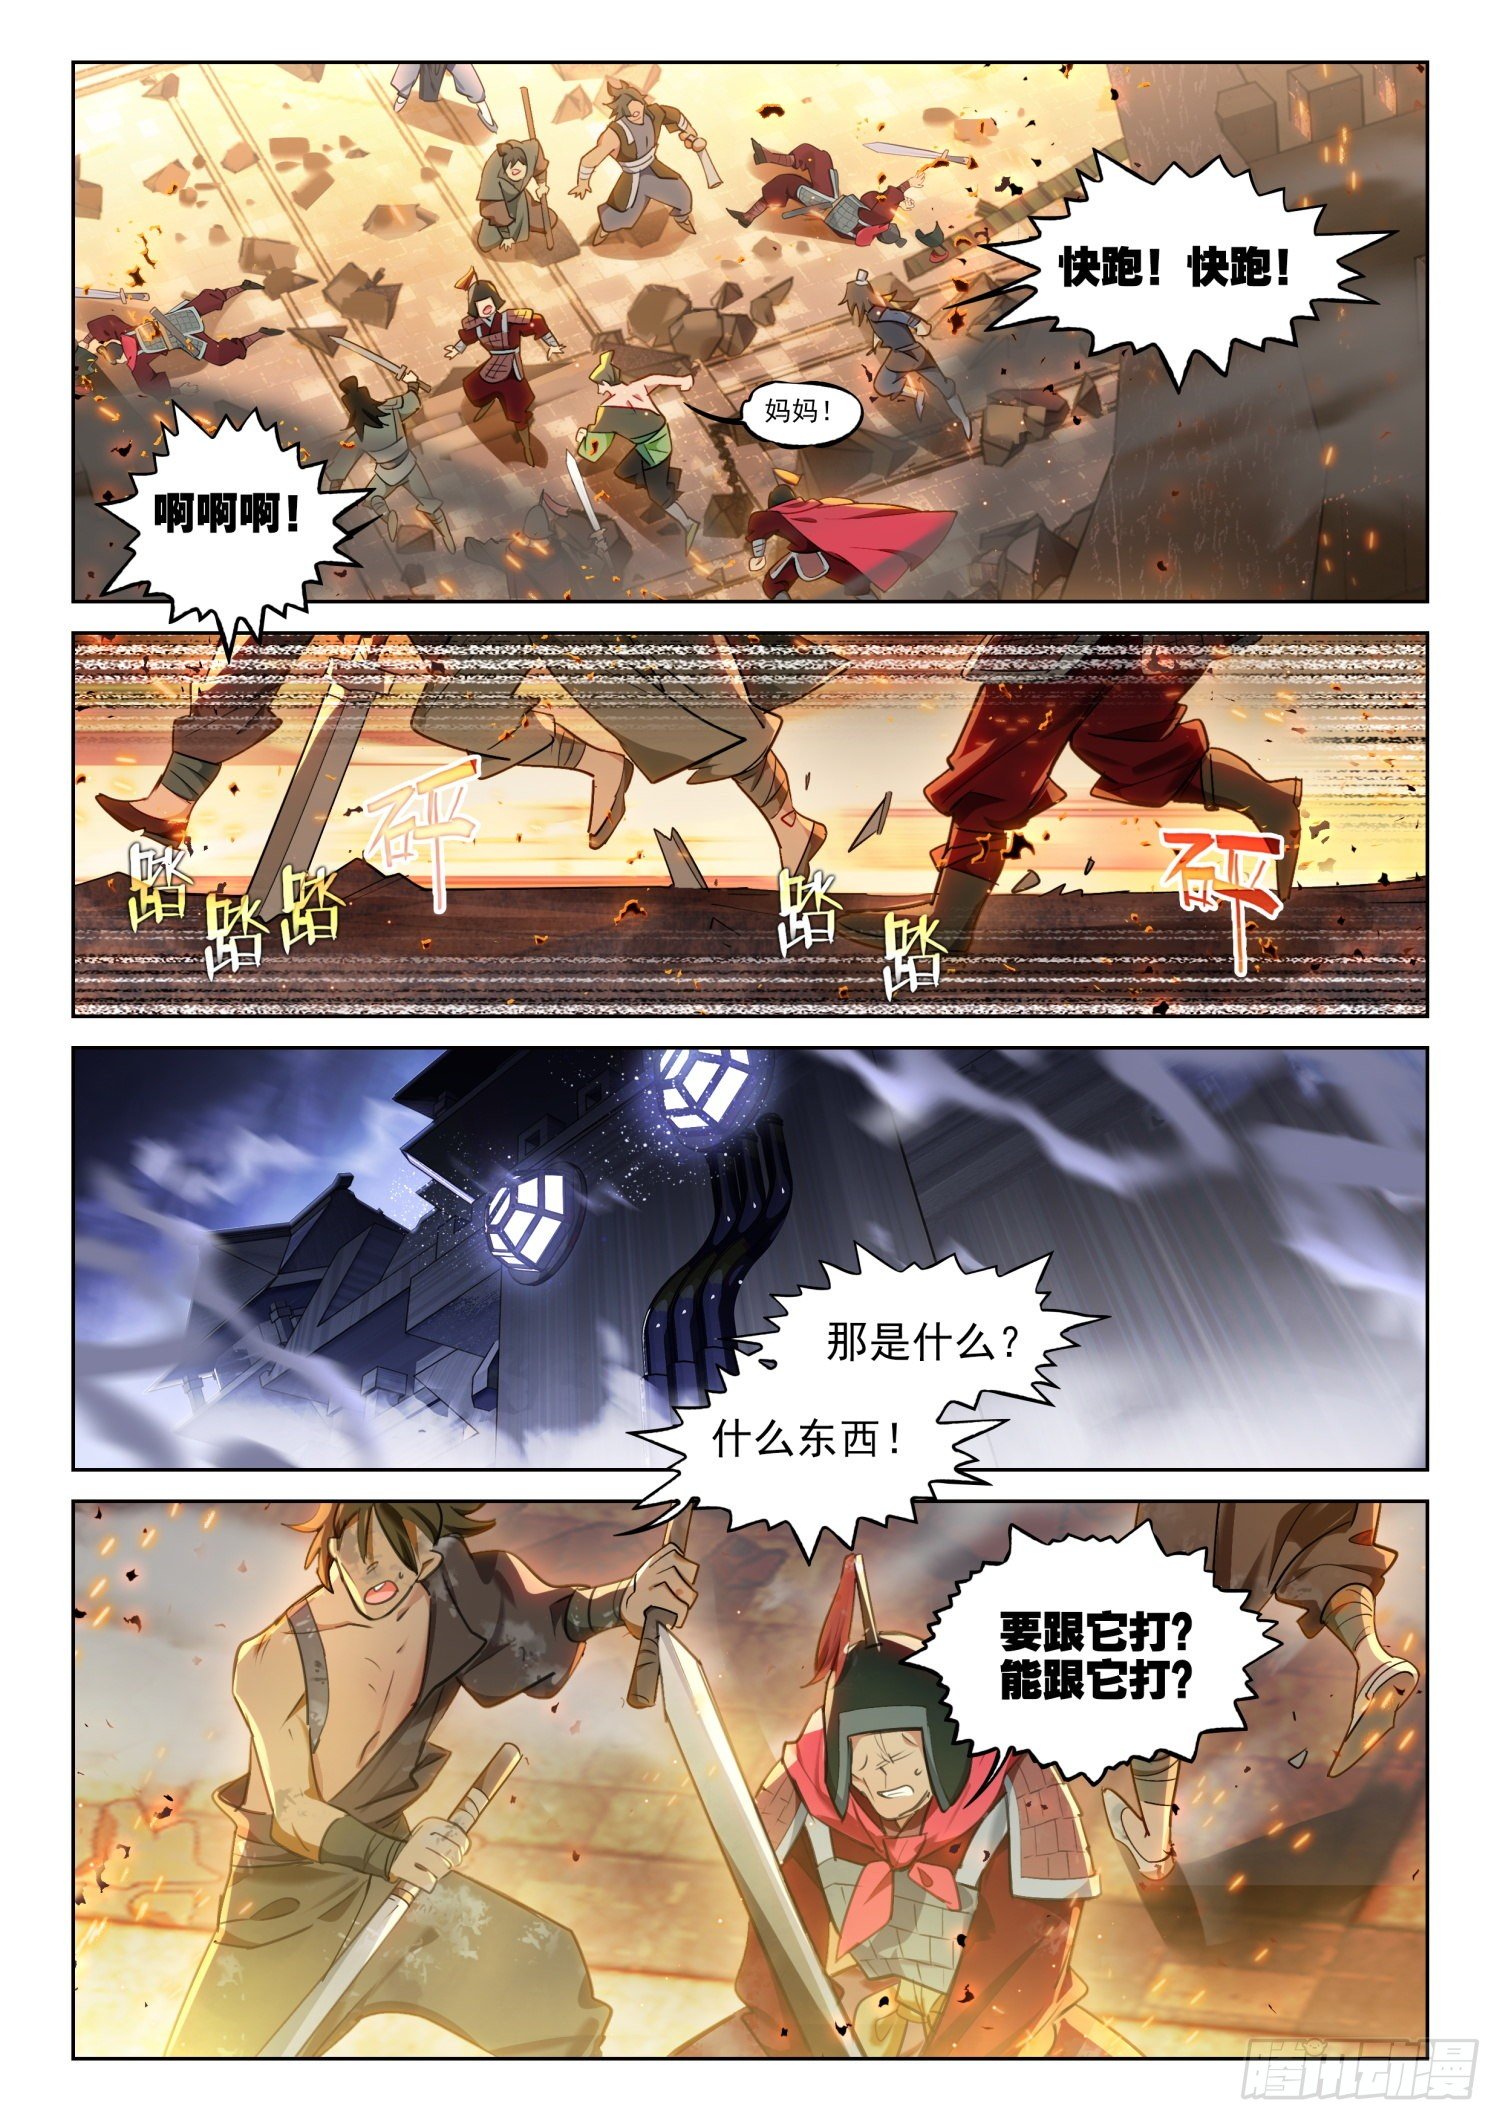 快跑！快跑！
妈妈！
啊啊啊！
砰
踏
踏
踏
踏
踏
砰
那是什么？
什么东西！
要跟它打？
能跟它打？
腾讯动漫